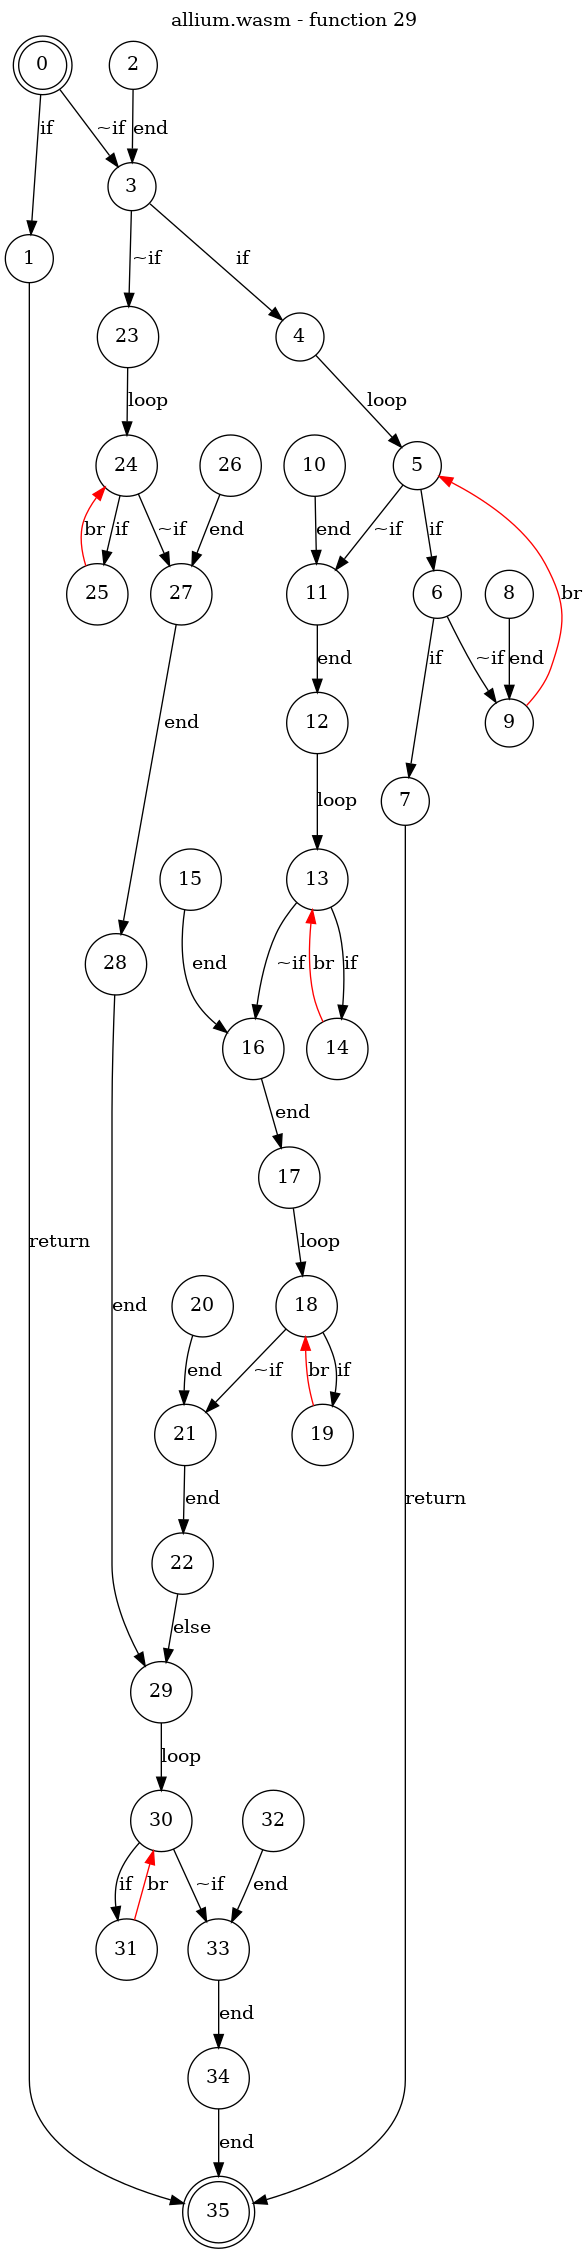 allium.wasm - function 29
0
2
if
~if
end
3
1
~if
if
23
4
loop
loop
24
26
10
5
br
if
~if
end
end
~if
if
br
25
27
11
6
8
end
end
if
~if
end
12
9
loop
7
15
13
28
end
~if
br
if
16
14
end
17
return
loop
end
20
18
end
~if
br
if
21
19
end
return
22
else
29
loop
30
32
if
br
~if
end
31
33
end
34
end
35